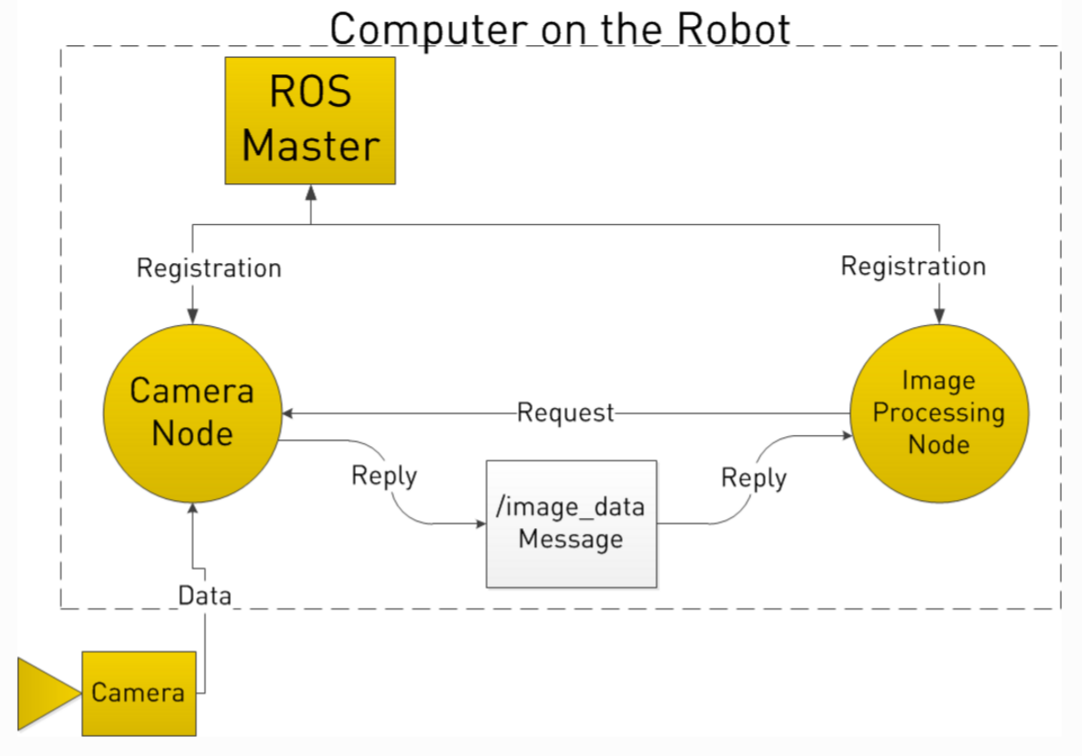 Computer on the Robot
ROS
Master
Registration
Registration
Camera
Node
Request
Image
Processing
Node
Reply
/image_data
Message
Reply
Data
Camera